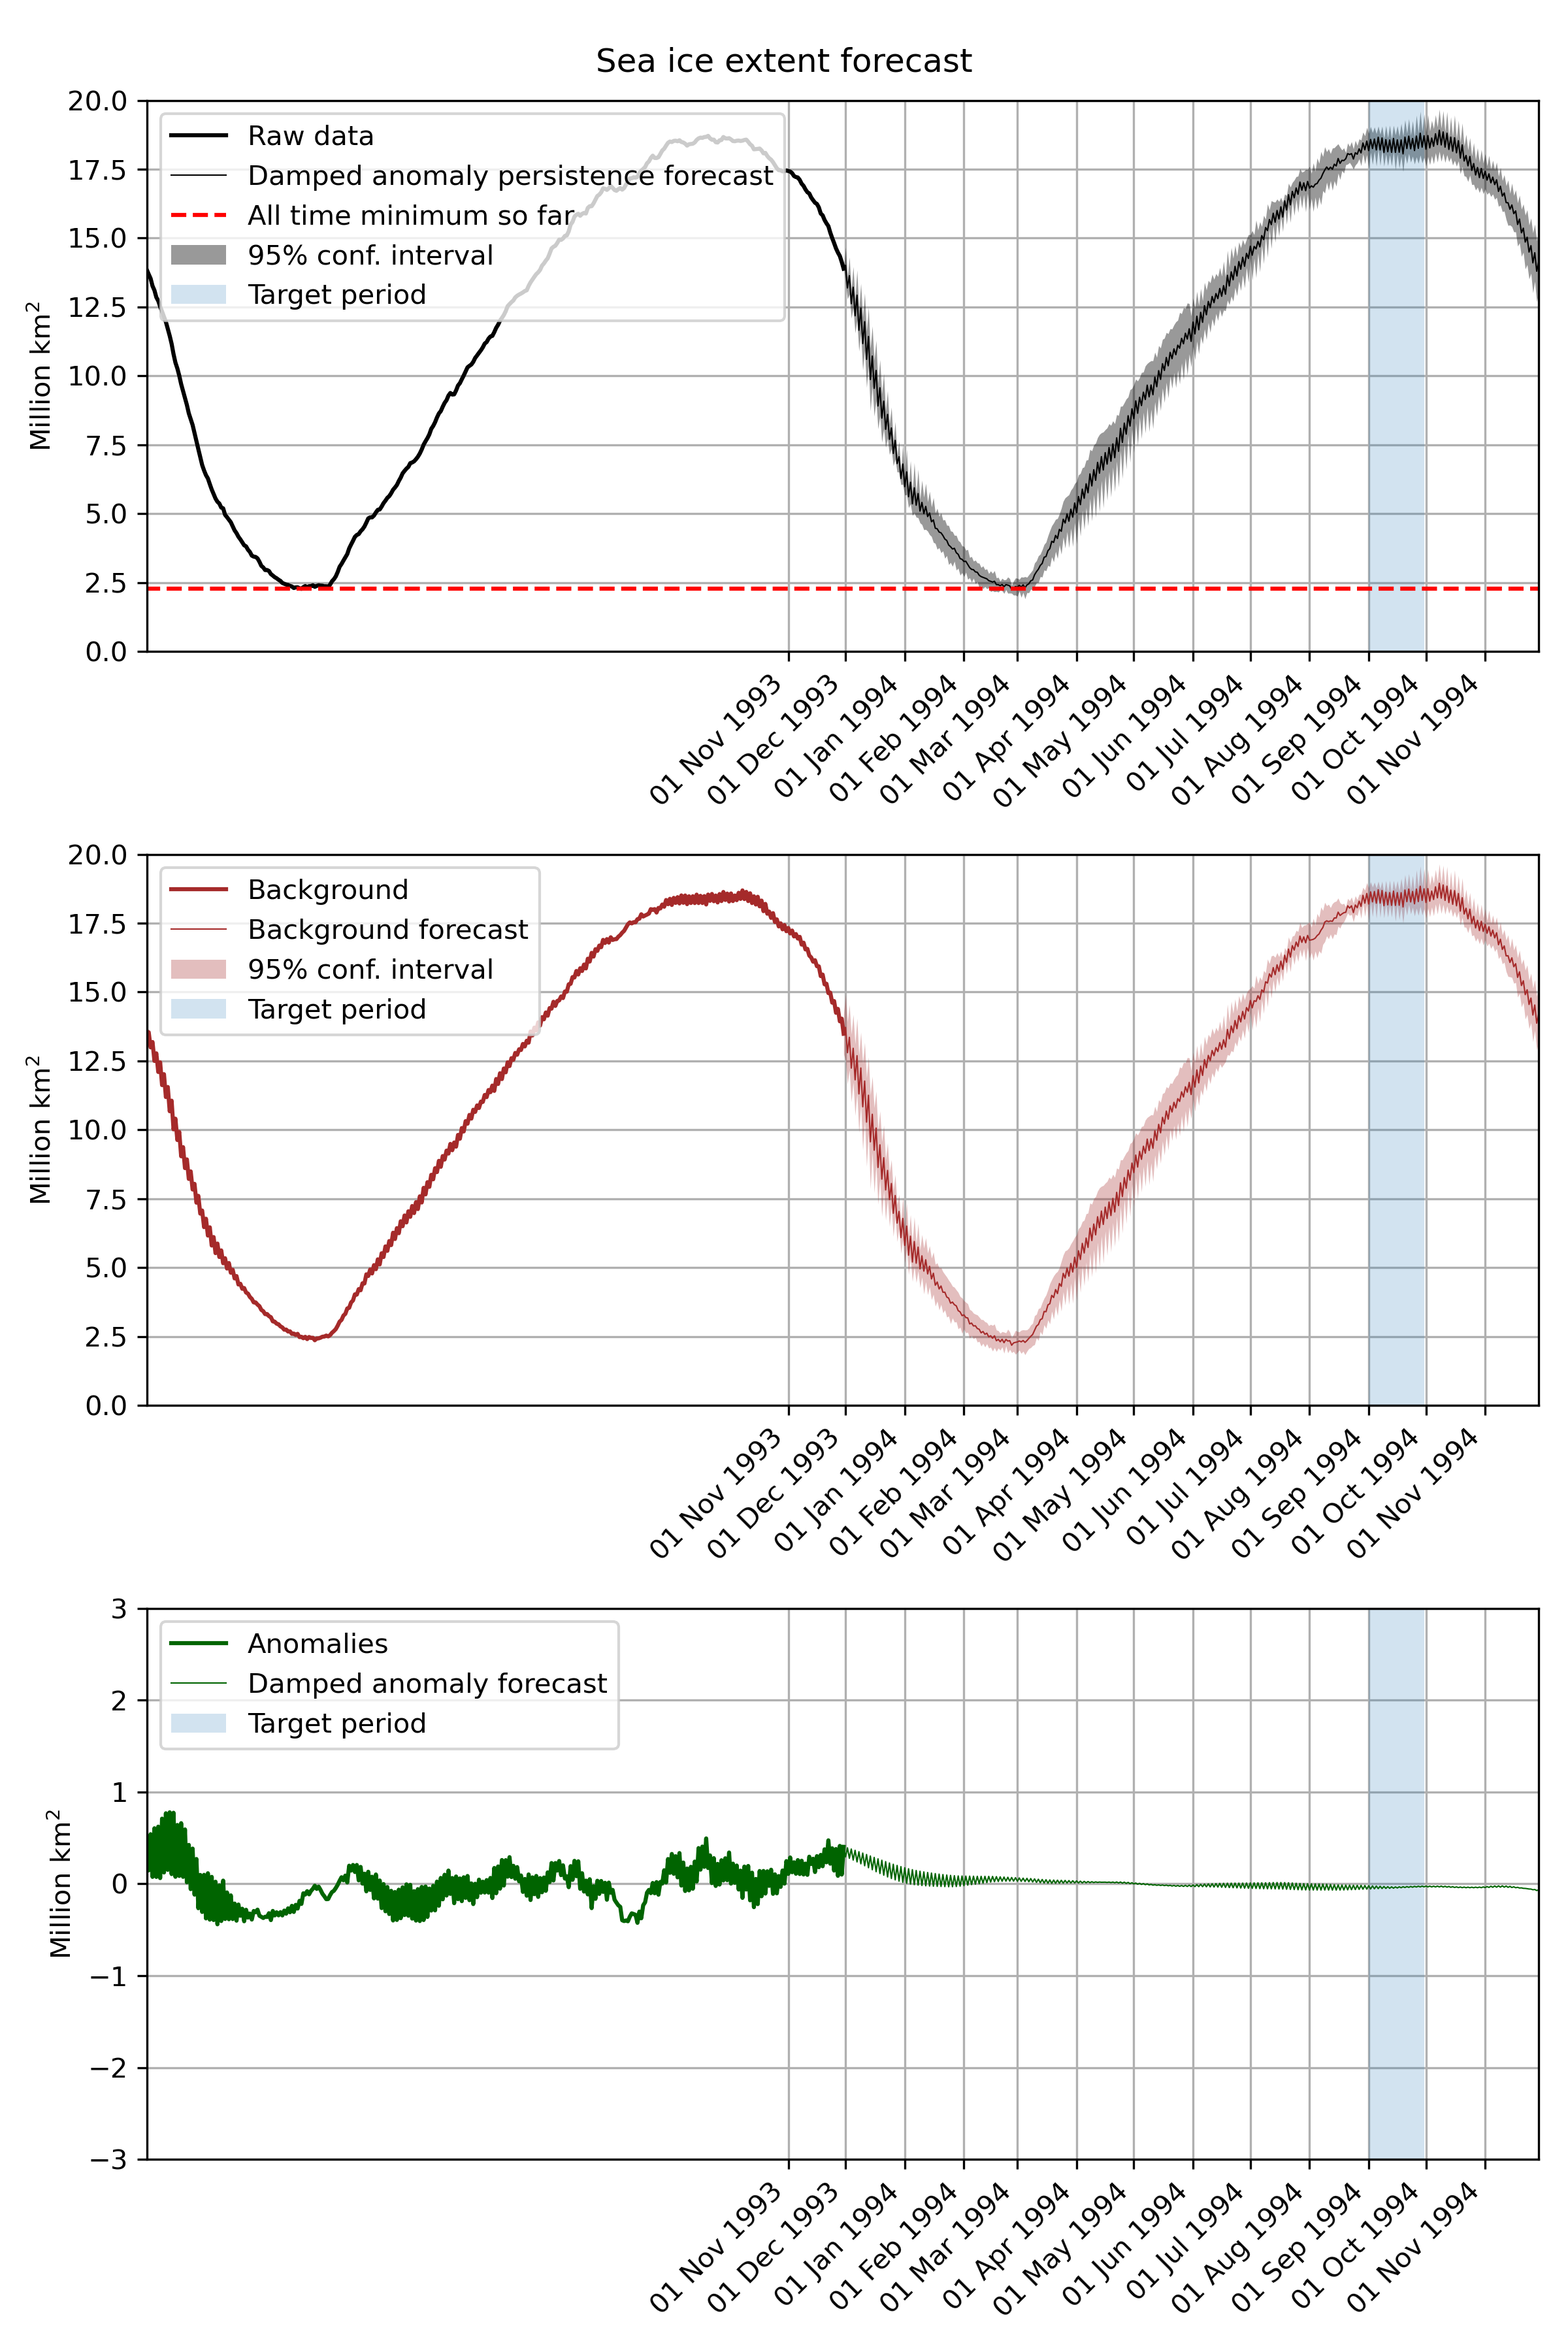 Sea ice extent forecast
20.0
17.5
15.0
12.5
10.0
7.5
5.0
2.5
0.0
Million km²
Raw data
Damped anomaly persistence forecast
All time minimum so far
95% conf. interval
Target period
01 Nov 1993
01 Dec 1993
01 Jan 1994
01 Feb 1994
01 Mar 1994
01 Apr 1994
01 May 1994
01 Jun 1994
01 Jul 1994
01 Aug 1994
01 Sep 1994
01 Oct 1994
01 Nov 1994
20.0
17.5
15.0
12.5
10.0
7.5
5.0
2.5
0.0
Million km²
Background
Background forecast
95% conf. interval
Target period
01 Nov 1993
01 Dec 1993
01 Jan 1994
01 Feb 1994
01 Mar 1994
01 Apr 1994
01 May 1994
01 Jun 1994
01 Jul 1994
01 Aug 1994
01 Sep 1994
01 Oct 1994
01 Nov 1994
3
2
1
0
−1
−2
−3
Million km²
Anomalies
Damped anomaly forecast
Target period
01 Nov 1993
01 Dec 1993
01 Jan 1994
01 Feb 1994
01 Mar 1994
01 Apr 1994
01 May 1994
01 Jun 1994
01 Jul 1994
01 Aug 1994
01 Sep 1994
01 Oct 1994
01 Nov 1994